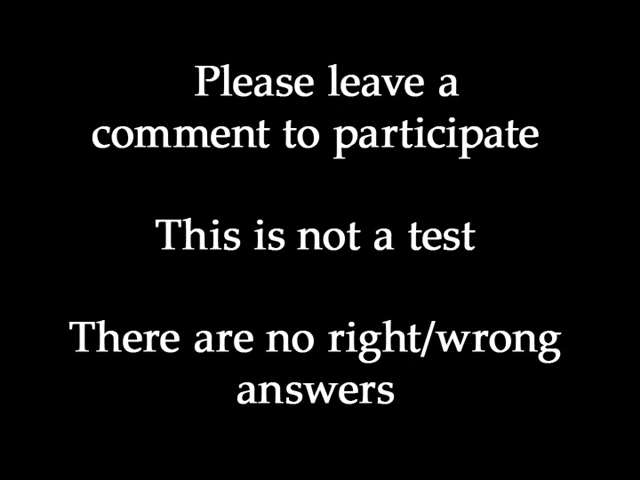 Please leave a
comment to participate
This is not a test
There are no right/wrong
answers